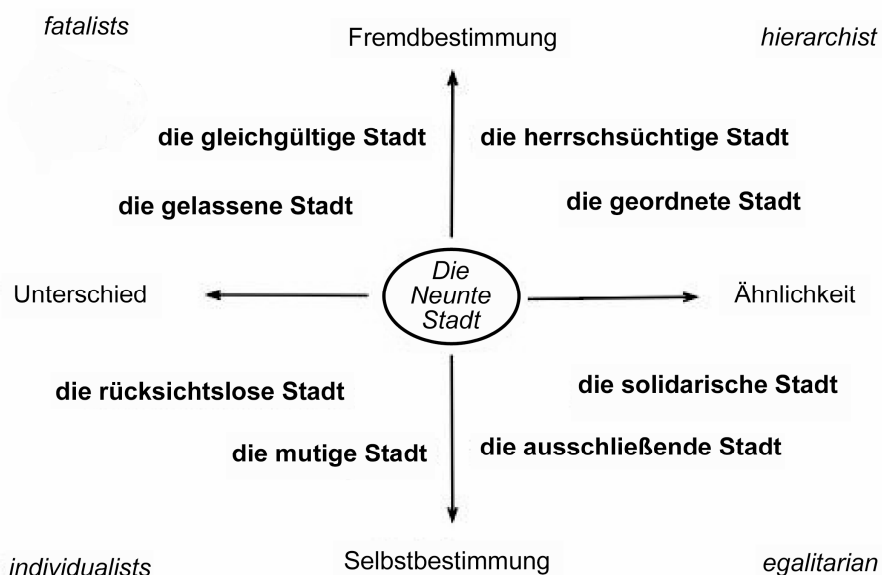 fatalists
Fremdbestimmung
hierarchist
die gleichgültige Stadt
die herrschsüchtige Stadt
die gelassene Stadt
die geordnete Stadt
Die
Neunte
Stadt
Unterschied
Ähnlichkeit
die rücksichtslose Stadt
die solidarische Stadt
die mutige Stadt
die ausschließende Stadt
individualists
Selbstbestimmung
egalitarian